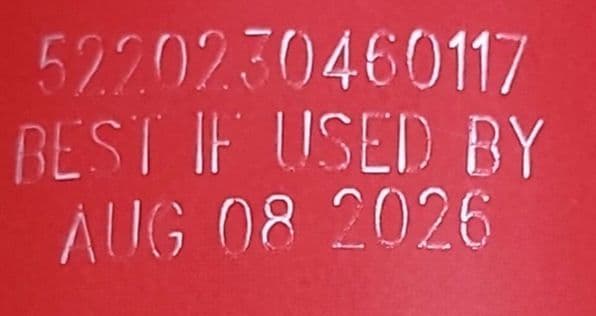 5220230460117
BEST IF USED BY
AUG 08 2026